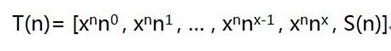 T(n)= [xⁿn⁰, xⁿn¹, ... , xⁿnˣ⁻¹, xⁿnˣ, S(n)]